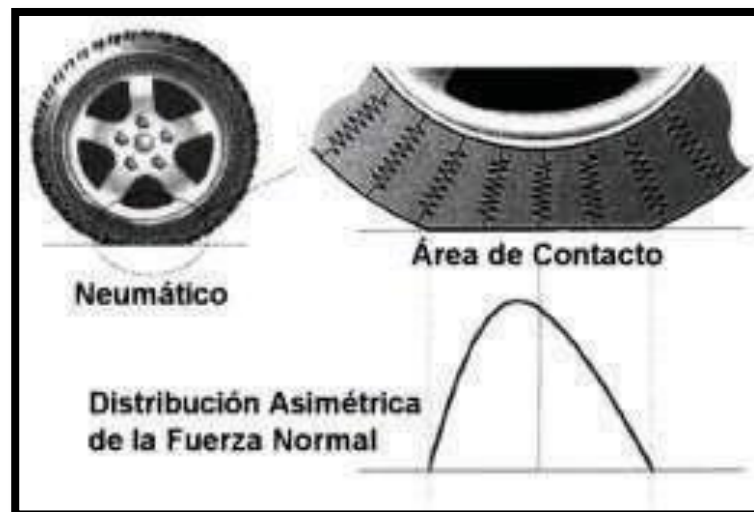 Neumático
Área de Contacto
Distribución Asimétrica
de la Fuerza Normal